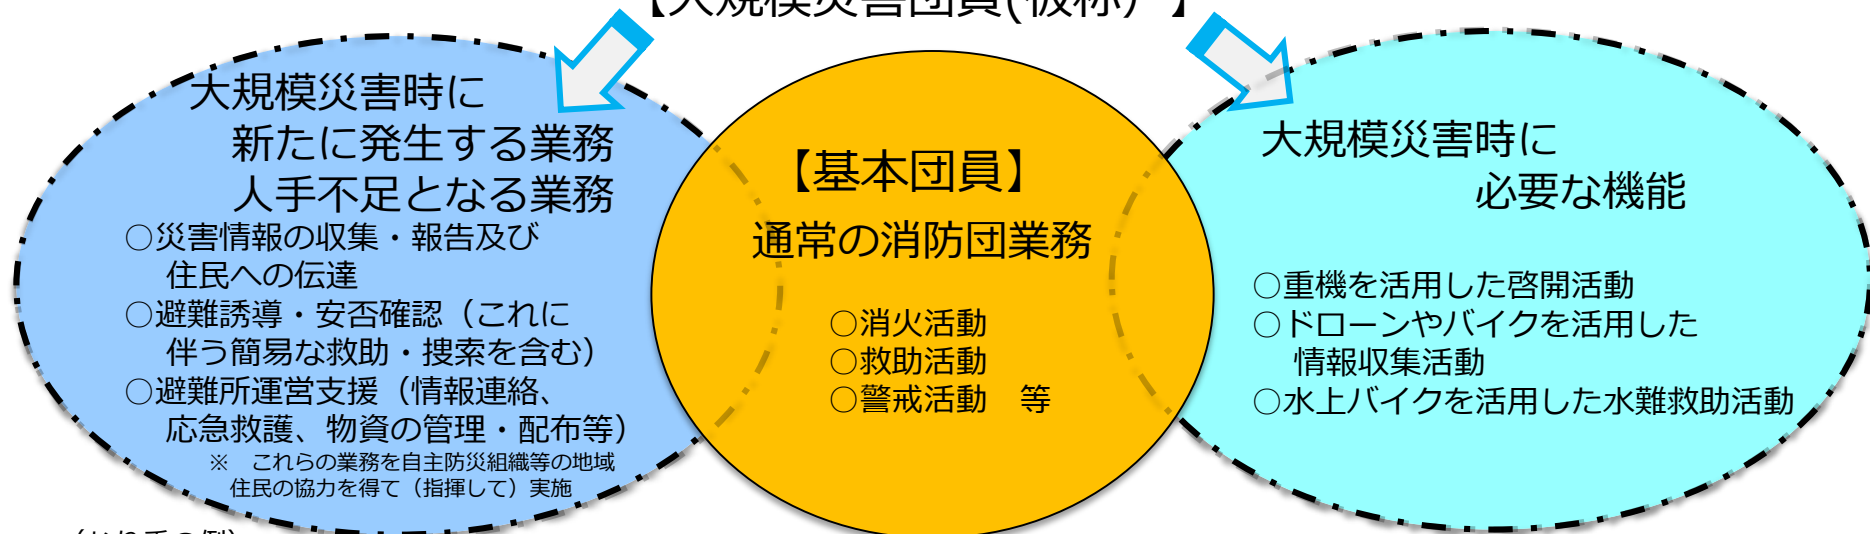 【大規模災害団員(仮称)】
大規模災害時に
新たに発生する業務
人手不足となる業務
○災害情報の収集・報告及び
住民への伝達
○避難誘導・安否確認（これに
伴う簡易な救助・捜索を含む）
○避難所運営支援（情報連絡、
応急救護、物資の管理・配布等）
※　これらの業務を自主防災組織等の地域
住民の協力を得て（指揮して）実施
【基本団員】
通常の消防団業務
○消火活動
○救助活動
○警戒活動　等
大規模災害時に
必要な機能
○重機を活用した啓開活動
○ドローンやバイクを活用した
情報収集活動
○水上バイクを活用した水難救助活動